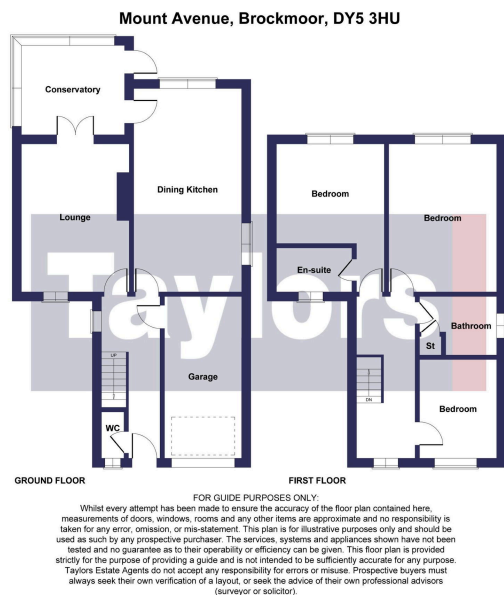 Mount Avenue, Brockmoor, DY5 3HU
Conservatory
Dining Kitchen
Lounge
Bedroom
Bedroom
En-suite
Taylors
Bathroom
St
Garage
UP
DN
Bedroom
WC
GROUND FLOOR
FIRST FLOOR
FOR GUIDE PURPOSES ONLY:
Whilst every attempt has been made to ensure the accuracy of the floor plan contained here,
measurements of doors, windows, rooms and any other items are approximate and no responsibility is
taken for any error, omission, or mis-statement. This plan is for illustrative purposes only and should be
used as such by any prospective purchaser. The services, systems and appliances shown have not been
tested and no guarantee as to their operability or efficiency can be given. This floor plan is provided
strictly for the purpose of providing a guide and is not intended to be sufficiently accurate for any purpose.
Taylors Estate Agents do not accept any responsibility for errors or misuse. Prospective buyers must
always seek their own verification of a layout, or seek the advice of their own professional advisors
(surveyor or solicitor).